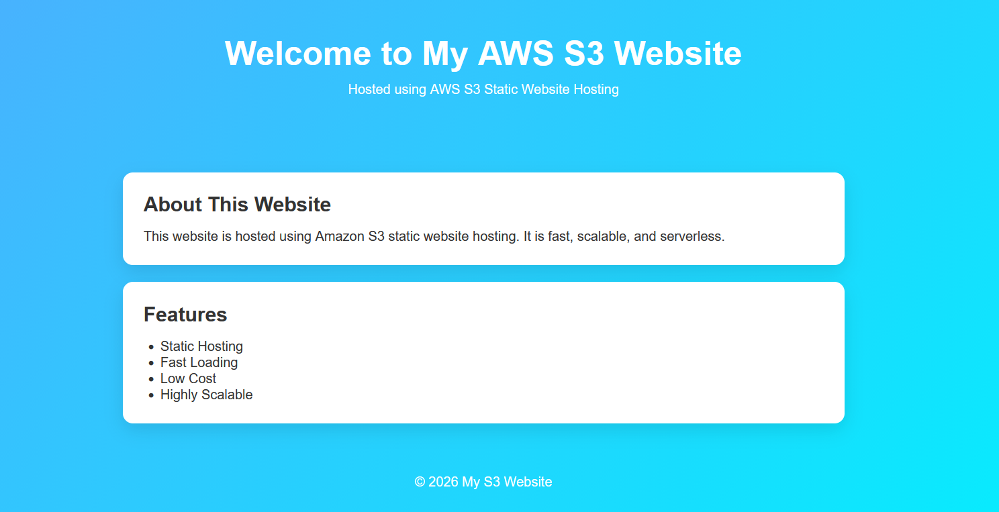 Welcome to My AWS S3 Website
Hosted using AWS S3 Static Website Hosting
About This Website
This website is hosted using Amazon S3 static website hosting. It is fast, scalable, and serverless.
Features
• Static Hosting
• Fast Loading
• Low Cost
• Highly Scalable
© 2026 My S3 Website